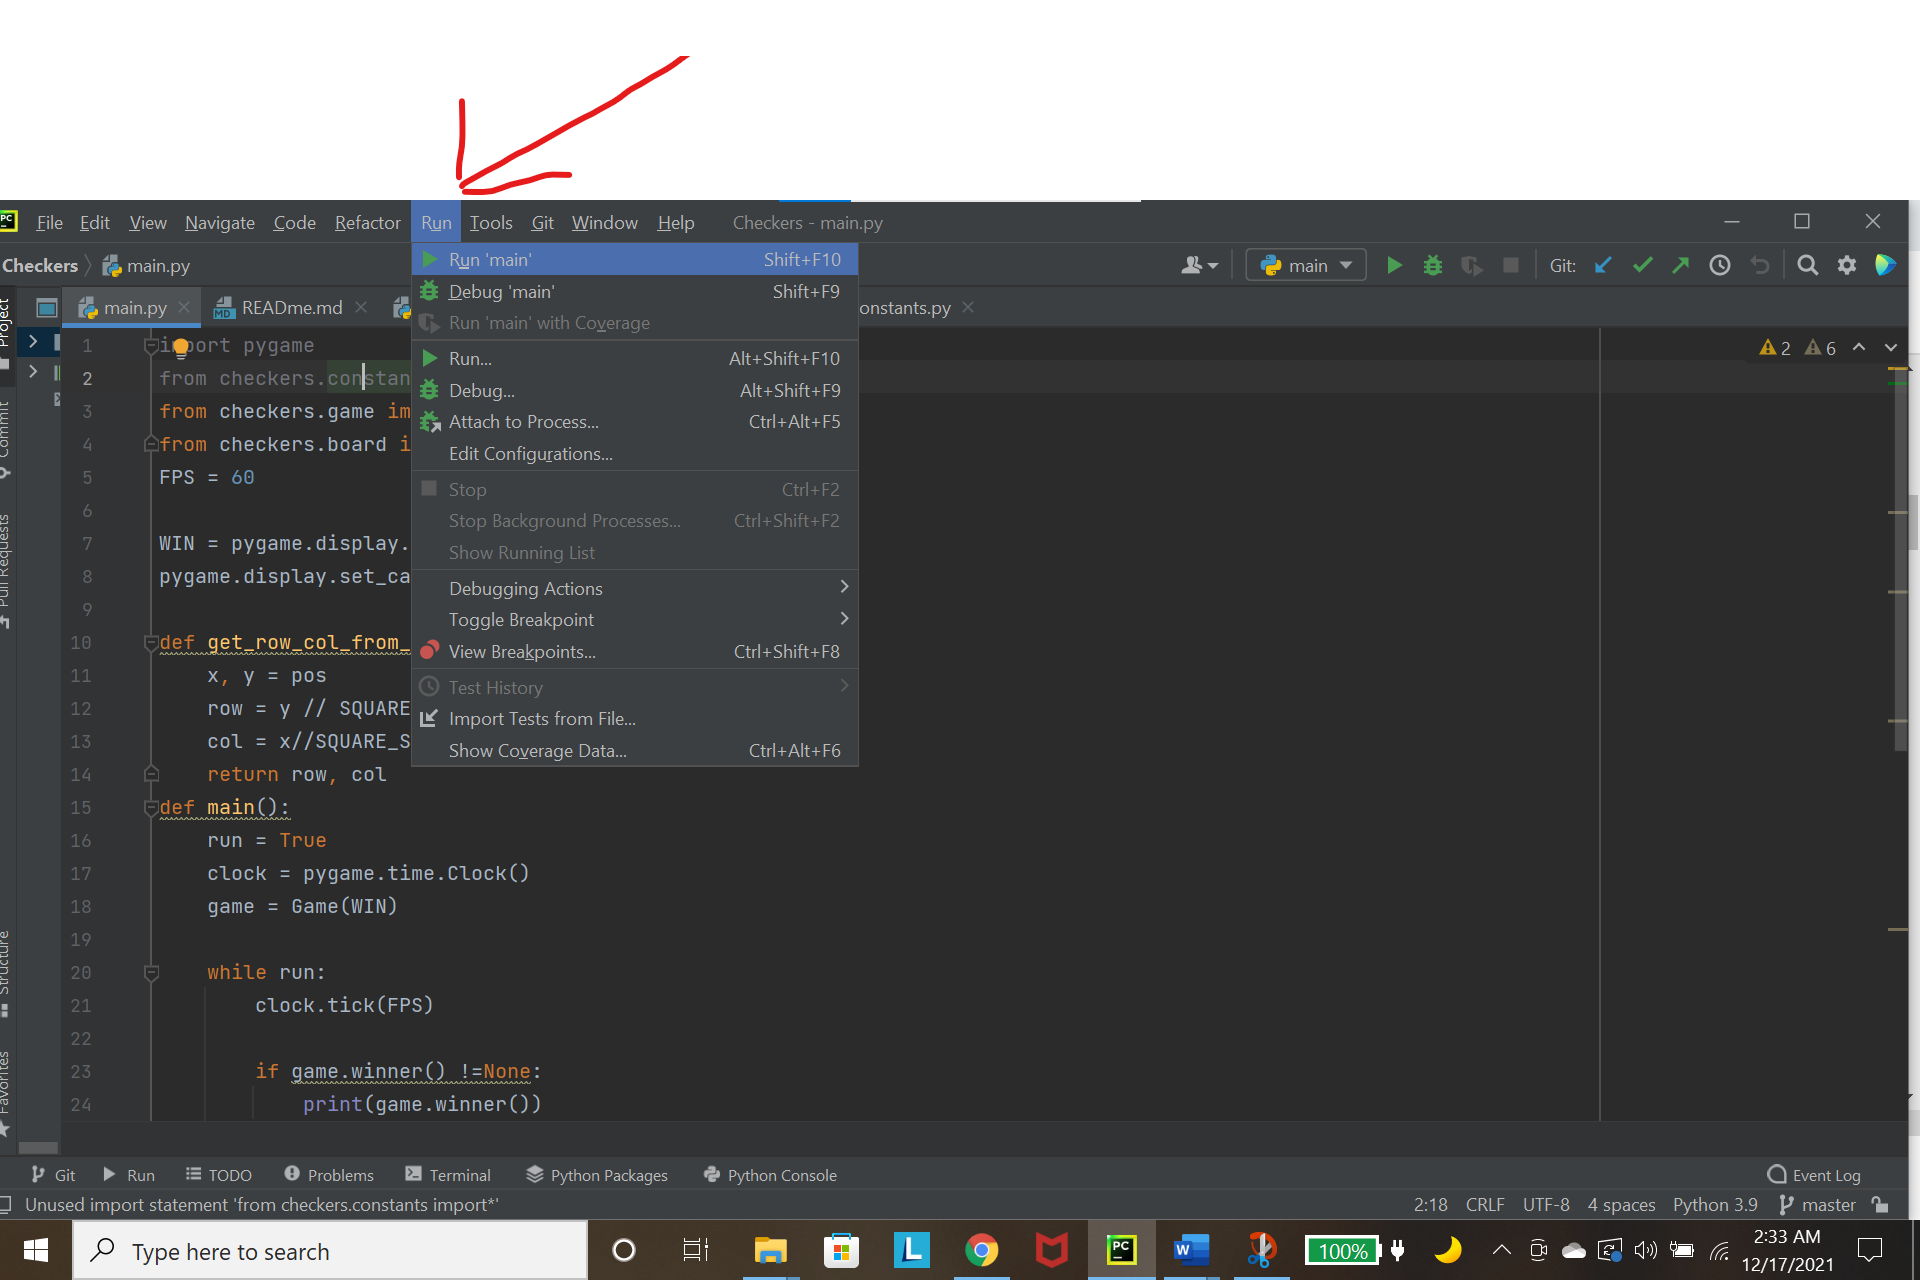 PC File Edit View Navigate Code Refactor Run Tools Git Window Help Checkers - main.py
Checkers main.py main Git:
main.py READme.md onstants.py
Run 'main' Shift+F10
Debug 'main' Shift+F9
Run 'main' with Coverage
Run... Alt+Shift+F10
Debug... Alt+Shift+F9
Attach to Process... Ctrl+Alt+F5
Edit Configurations...
Stop Ctrl+F2
Stop Background Processes... Ctrl+Shift+F2
Show Running List
Debugging Actions
Toggle Breakpoint
View Breakpoints... Ctrl+Shift+F8
Test History
Import Tests from File...
Show Coverage Data... Ctrl+Alt+F6
2 6
Project
Commit
Pull Requests
Structure
Favorites
1 import pygame
2 from checkers.constan
3 from checkers.game im
4 from checkers.board i
5 FPS = 60
6
7 WIN = pygame.display.
8 pygame.display.set_ca
9
10 def get_row_col_from_
11 x, y = pos
12 row = y // SQUARE
13 col = x//SQUARE_S
14 return row, col
15 def main():
16 run = True
17 clock = pygame.time.Clock()
18 game = Game(WIN)
19
20 while run:
21 clock.tick(FPS)
22
23 if game.winner() !=None:
24 print(game.winner())
Git Run TODO Problems Terminal Python Packages Python Console Event Log
Unused import statement 'from checkers.constants import*' 2:18 CRLF UTF-8 4 spaces Python 3.9 master
Type here to search L PC W 100% 2:33 AM
12/17/2021